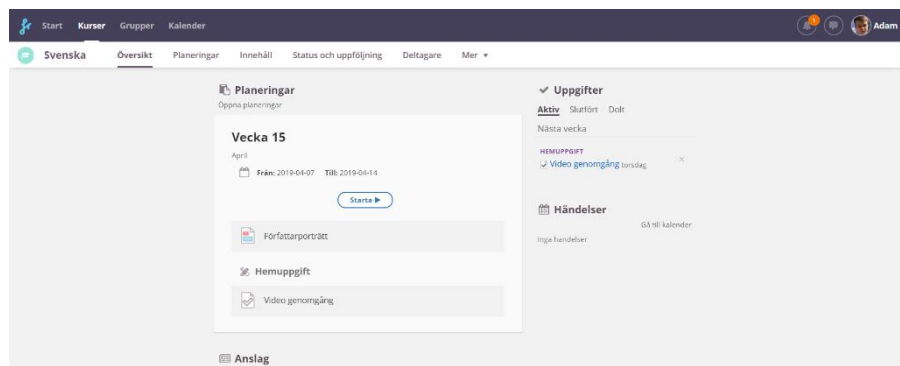 fr Start Kurser Grupper Kalender 1 Adam
Svenska Översikt Planeringar Innehåll Status och uppföljning Deltagare Mer
Planeringar
Öppna planeringar
Vecka 15
April
Från: 2019-04-07 Till: 2019-04-14
Starta
Författarporträtt
Hemuppgift
Video genomgång
Anslag
Uppgifter
Aktiv Slutfört Dolt
Nästa vecka
HEMUPPGIFT
Video genomgång torsdag
Händelser
Gå till kalender
Inga händelser